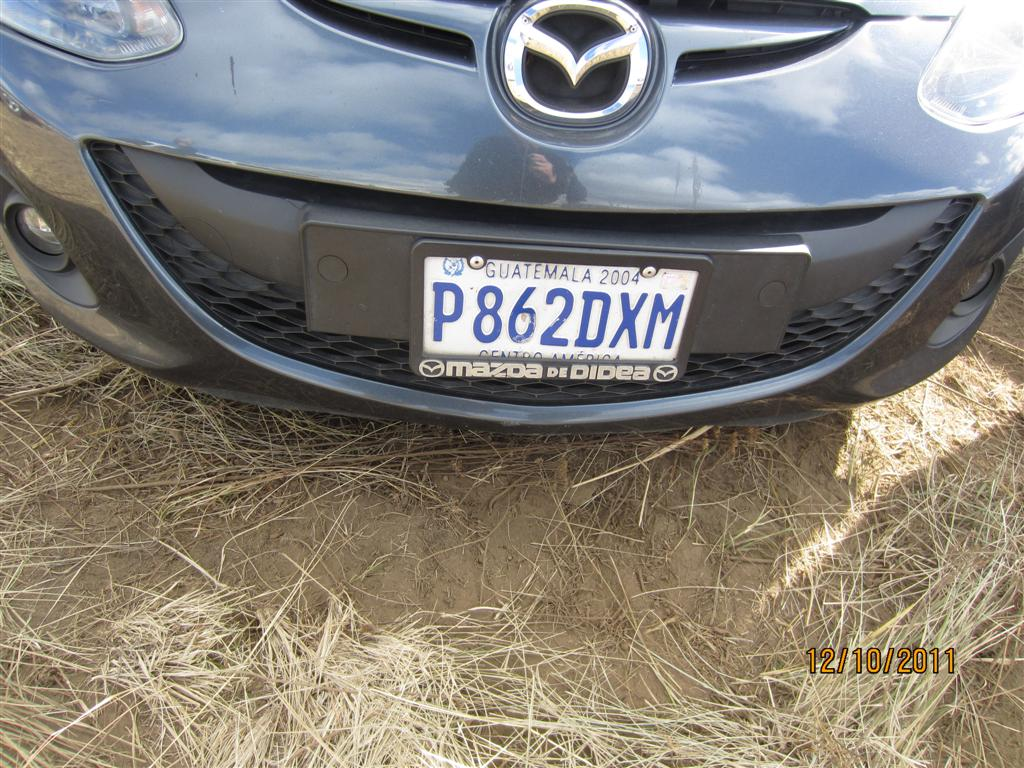 GUATEMALA 2004
P862DXM
CENTRO AMÉRICA
mazda DE DIDEA
12/10/2011